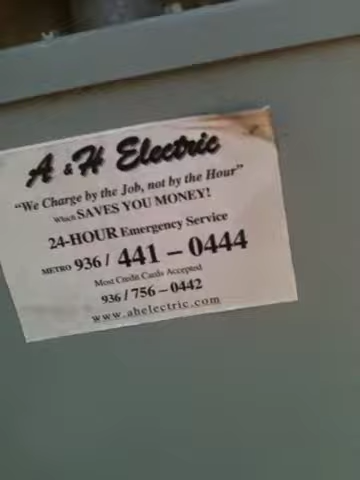 A & H Electric
"We Charge by the Job, not by the Hour"
Which SAVES YOU MONEY!
24-HOUR Emergency Service
METRO 936/ 441 – 0444
Most Credit Cards Accepted
936/756 – 0442
www.ahelectric.com